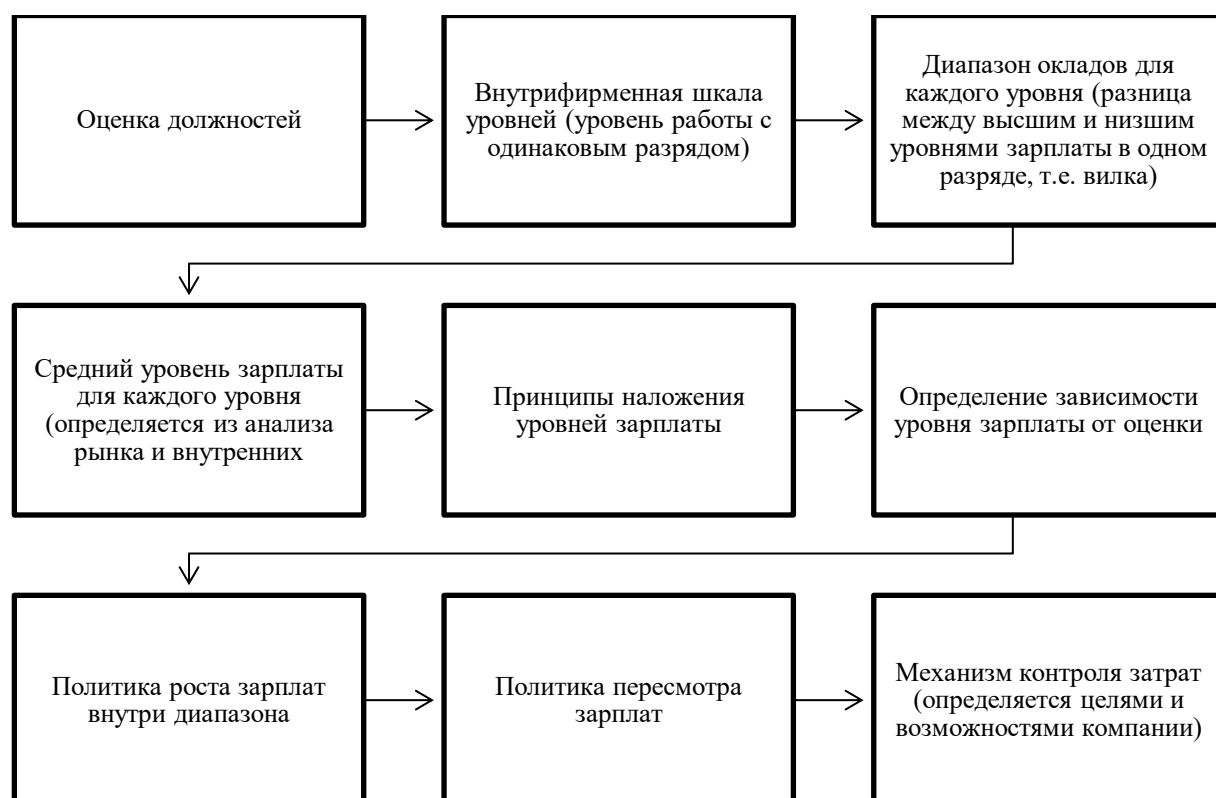 Оценка должностей
Внутрифирменная шкала
уровней (уровень работы с
одинаковым разрядом)
Диапазон окладов для
каждого уровня (разница
между высшим и низшим
уровнями зарплаты в одном
разряде, т.е. вилка)
Средний уровень зарплаты
для каждого уровня
(определяется из анализа
рынка и внутренних
Принципы наложения
уровней зарплаты
Определение зависимости
уровня зарплаты от оценки
Политика роста зарплат
внутри диапазона
Политика пересмотра
зарплат
Механизм контроля затрат
(определяется целями и
возможностями компании)